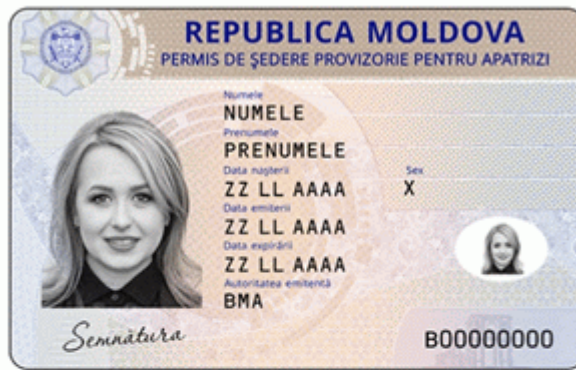 REPUBLICA MOLDOVA
PERMIS DE ŞEDERE PROVIZORIE PENTRU APATRIZI
Numele
NUMELE
Prenumele
PRENUMELE
Data naşterii
Sex
ZZ LL AAAA
X
Data emiterii
ZZ LL AAAA
Data expirării
ZZ LL AAAA
Autoritatea emitentă
BMA
Semnătura
B00000000